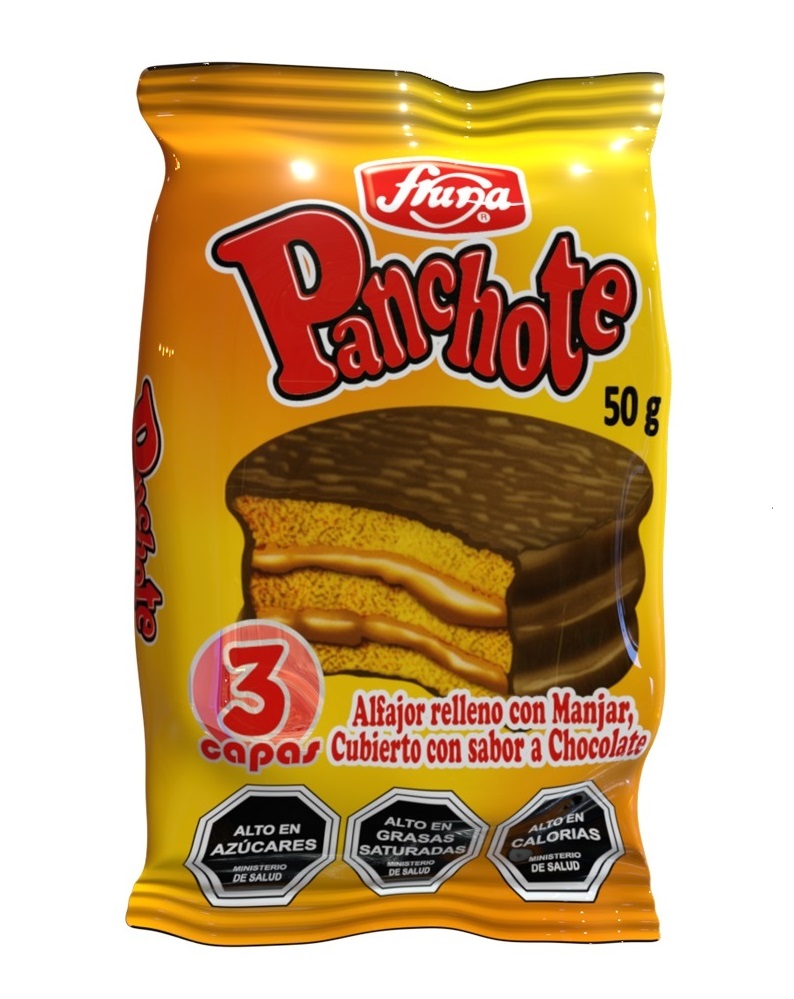 fruna
®
Panchote
50 g
Panchote
3
capas
Alfajor relleno con Manjar,
Cubierto con sabor a Chocolate
ALTO EN
AZÚCARES
MINISTERIO
DE SALUD
ALTO EN
GRASAS
SATURADAS
MINISTERIO
DE SALUD
ALTO EN
CALORIAS
MINISTERIO
DE SALUD